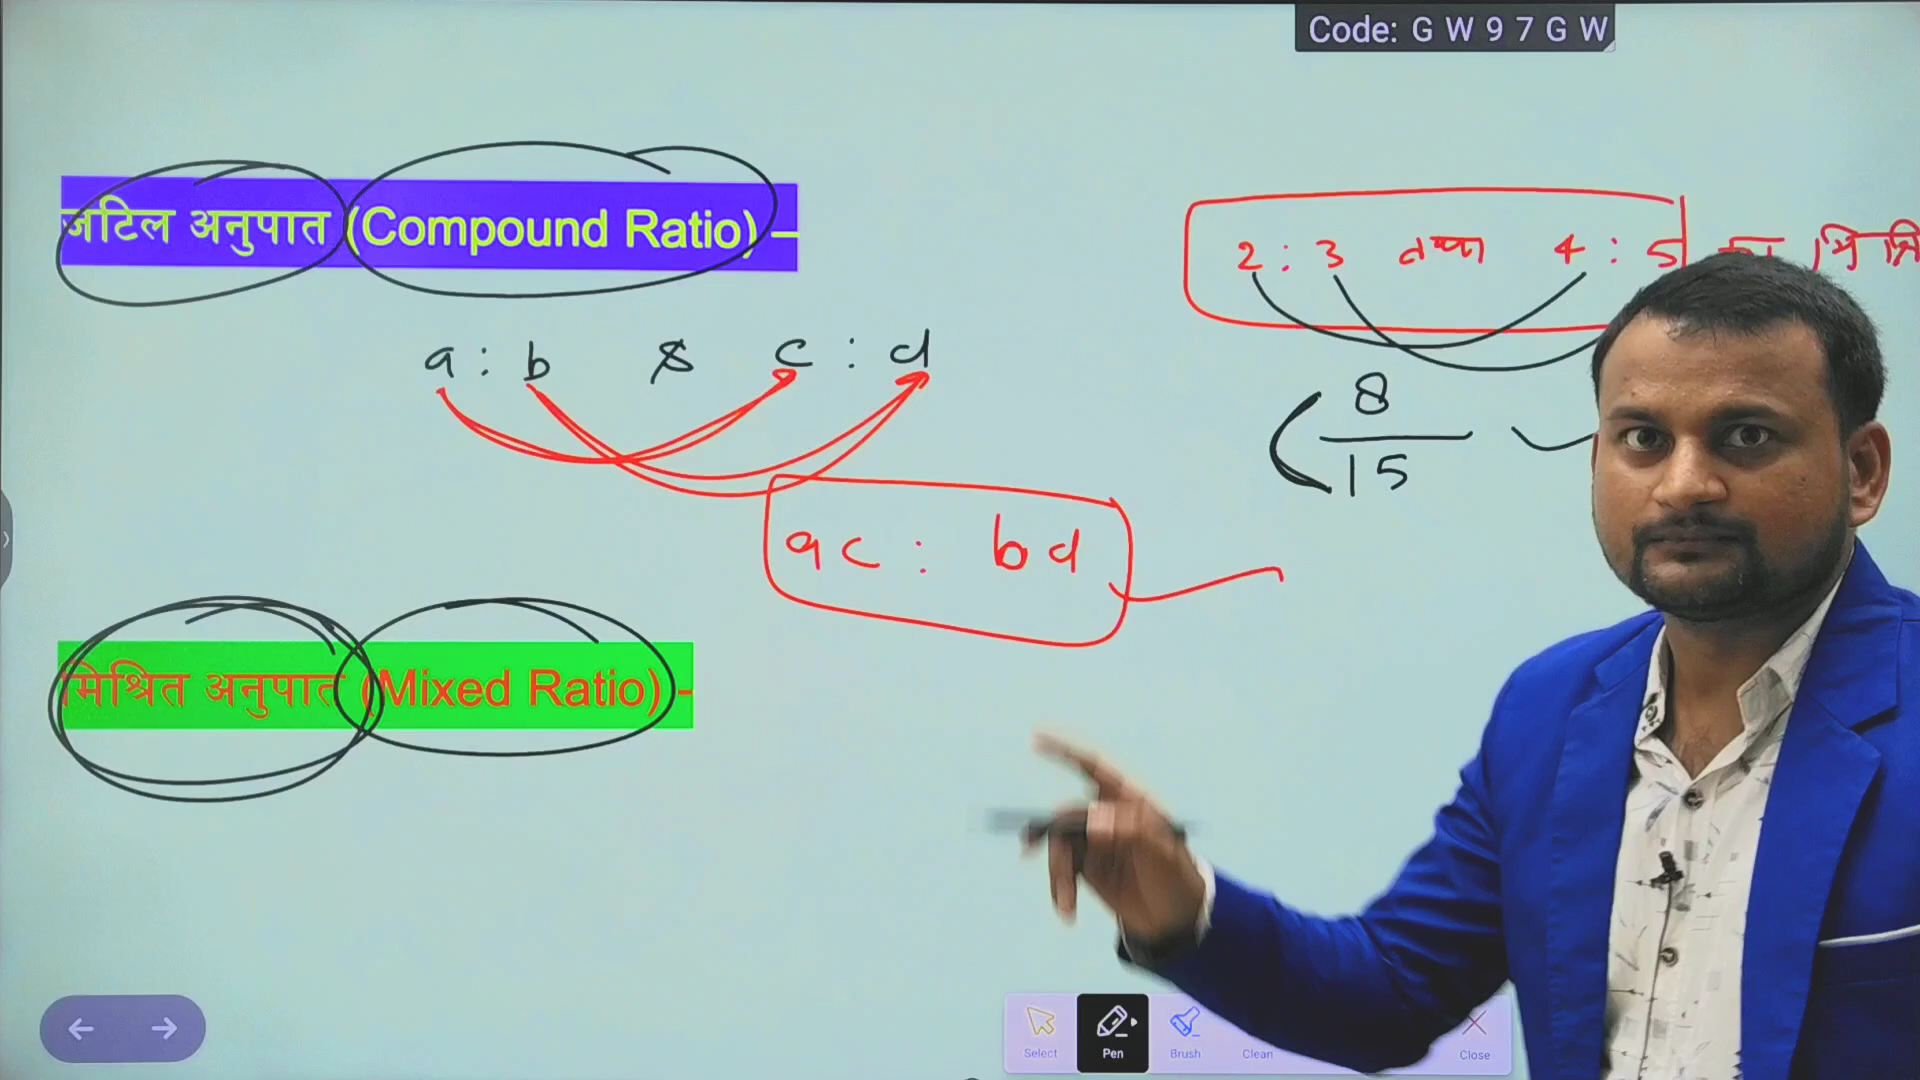 Code: G W 9 7 G W
जटिल अनुपात (Compound Ratio) –
2 : 3 तथा 4 : 5 का
a : b & c : d
8
15
ac : bd
मिश्रित अनुपात (Mixed Ratio) -
Select Pen Brush Clean Close